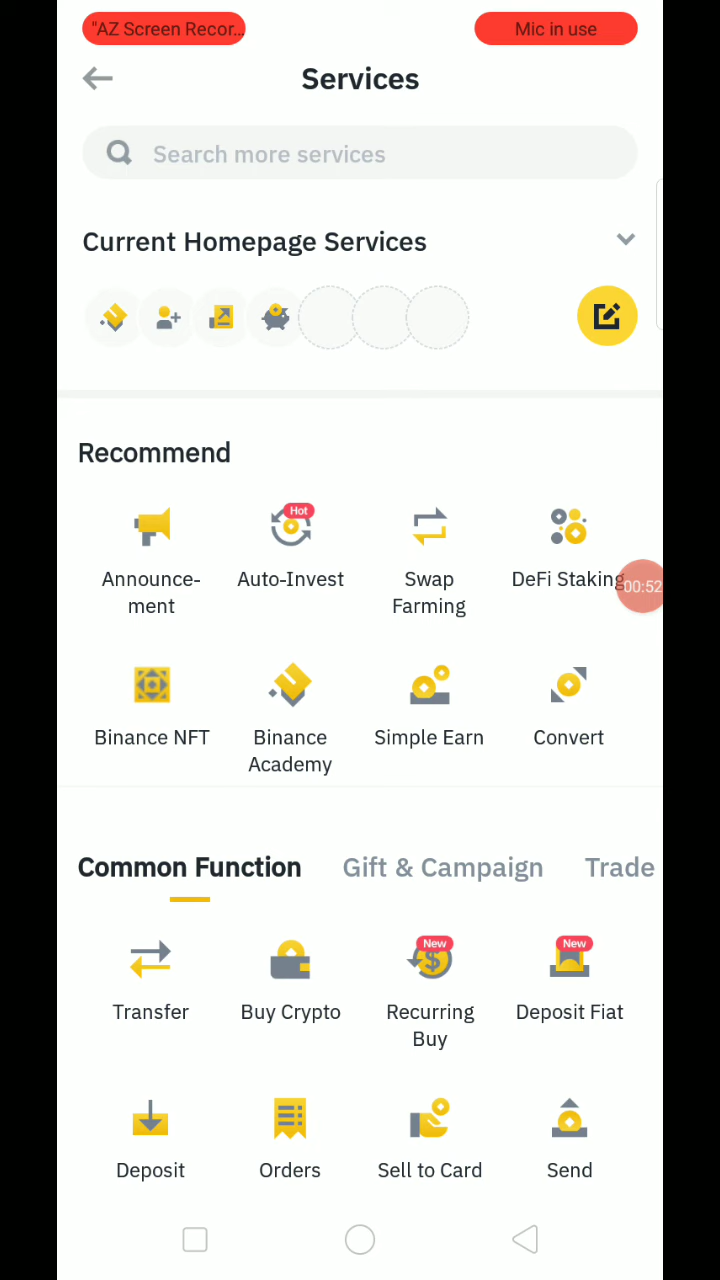 "AZ Screen Recor...
Mic in use
Services
Search more services
Current Homepage Services
Recommend
Hot
Announce-
ment
Auto-Invest
Swap
Farming
DeFi Staking
00:52
Binance NFT
Binance
Academy
Simple Earn
Convert
Common Function
Gift & Campaign
Trade
New
New
Transfer
Buy Crypto
Recurring
Buy
Deposit Fiat
Deposit
Orders
Sell to Card
Send